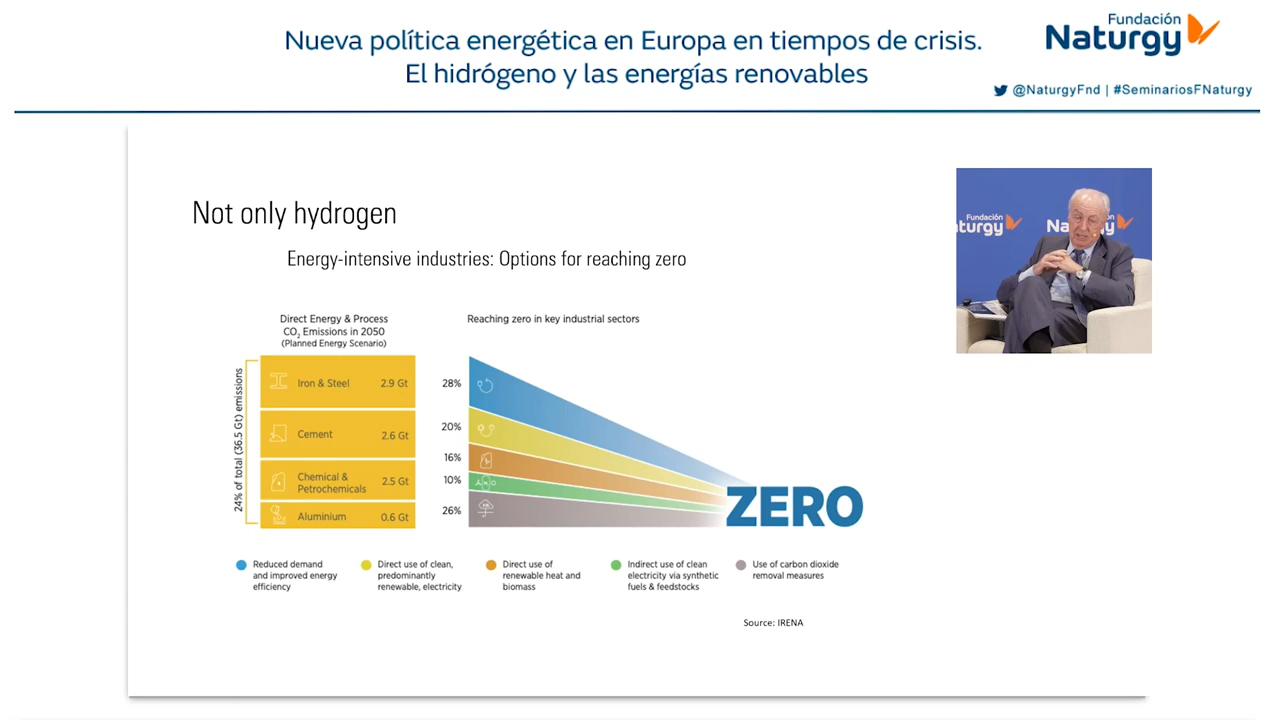 Nueva política energética en Europa en tiempos de crisis.
El hidrógeno y las energías renovables
Fundación
Naturgy
@NaturgyFnd | #SeminariosFNaturgy
Not only hydrogen
Energy-intensive industries: Options for reaching zero
Direct Energy & Process
CO2 Emissions in 2050
(Planned Energy Scenario)
24% of total (36.5 Gt) emissions
Iron & Steel 2.9 Gt
Cement 2.6 Gt
Chemical &
Petrochemicals 2.5 Gt
Aluminium 0.6 Gt
Reaching zero in key industrial sectors
28%
20%
16%
10%
26%
ZERO
Reduced demand
and improved energy
efficiency
Direct use of clean,
predominantly
renewable, electricity
Direct use of
renewable heat and
biomass
Indirect use of clean
electricity via synthetic
fuels & feedstocks
Use of carbon dioxide
removal measures
Source: IRENA
Fundación